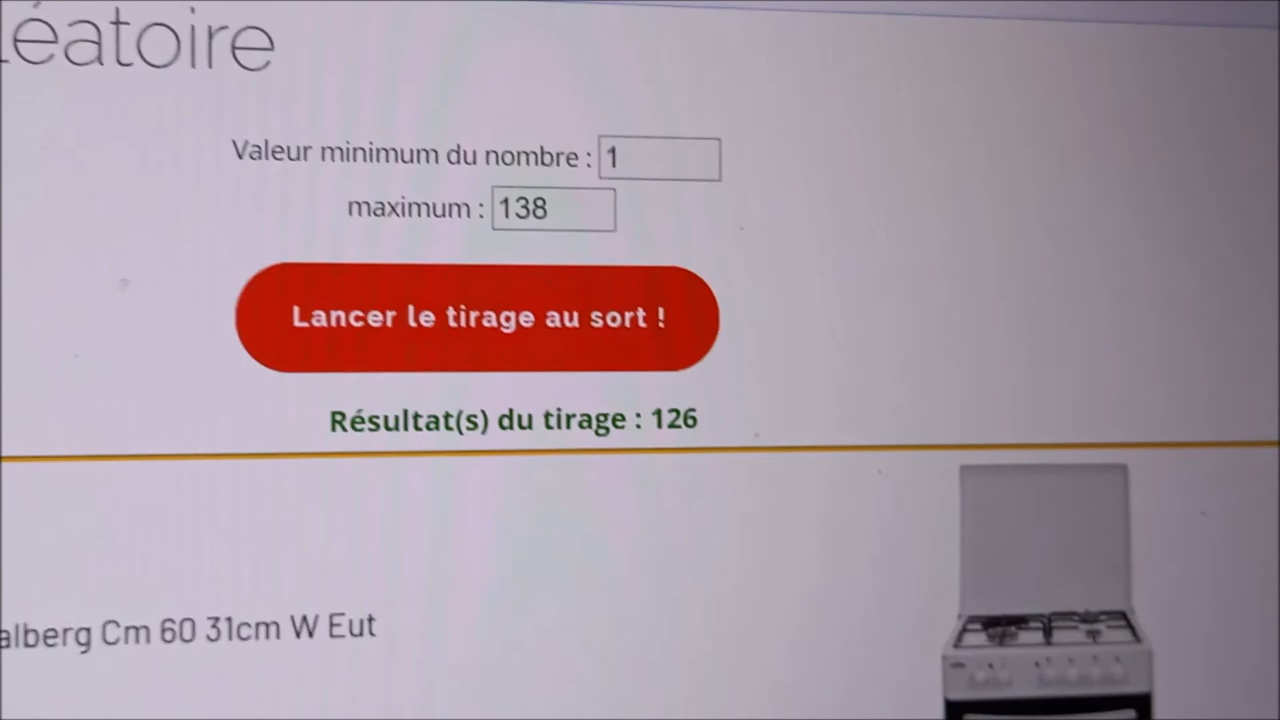 éatoire
Valeur minimum du nombre : 1
maximum : 138
Lancer le tirage au sort !
Résultat(s) du tirage : 126
alberg Cm 60 31cm W Eut